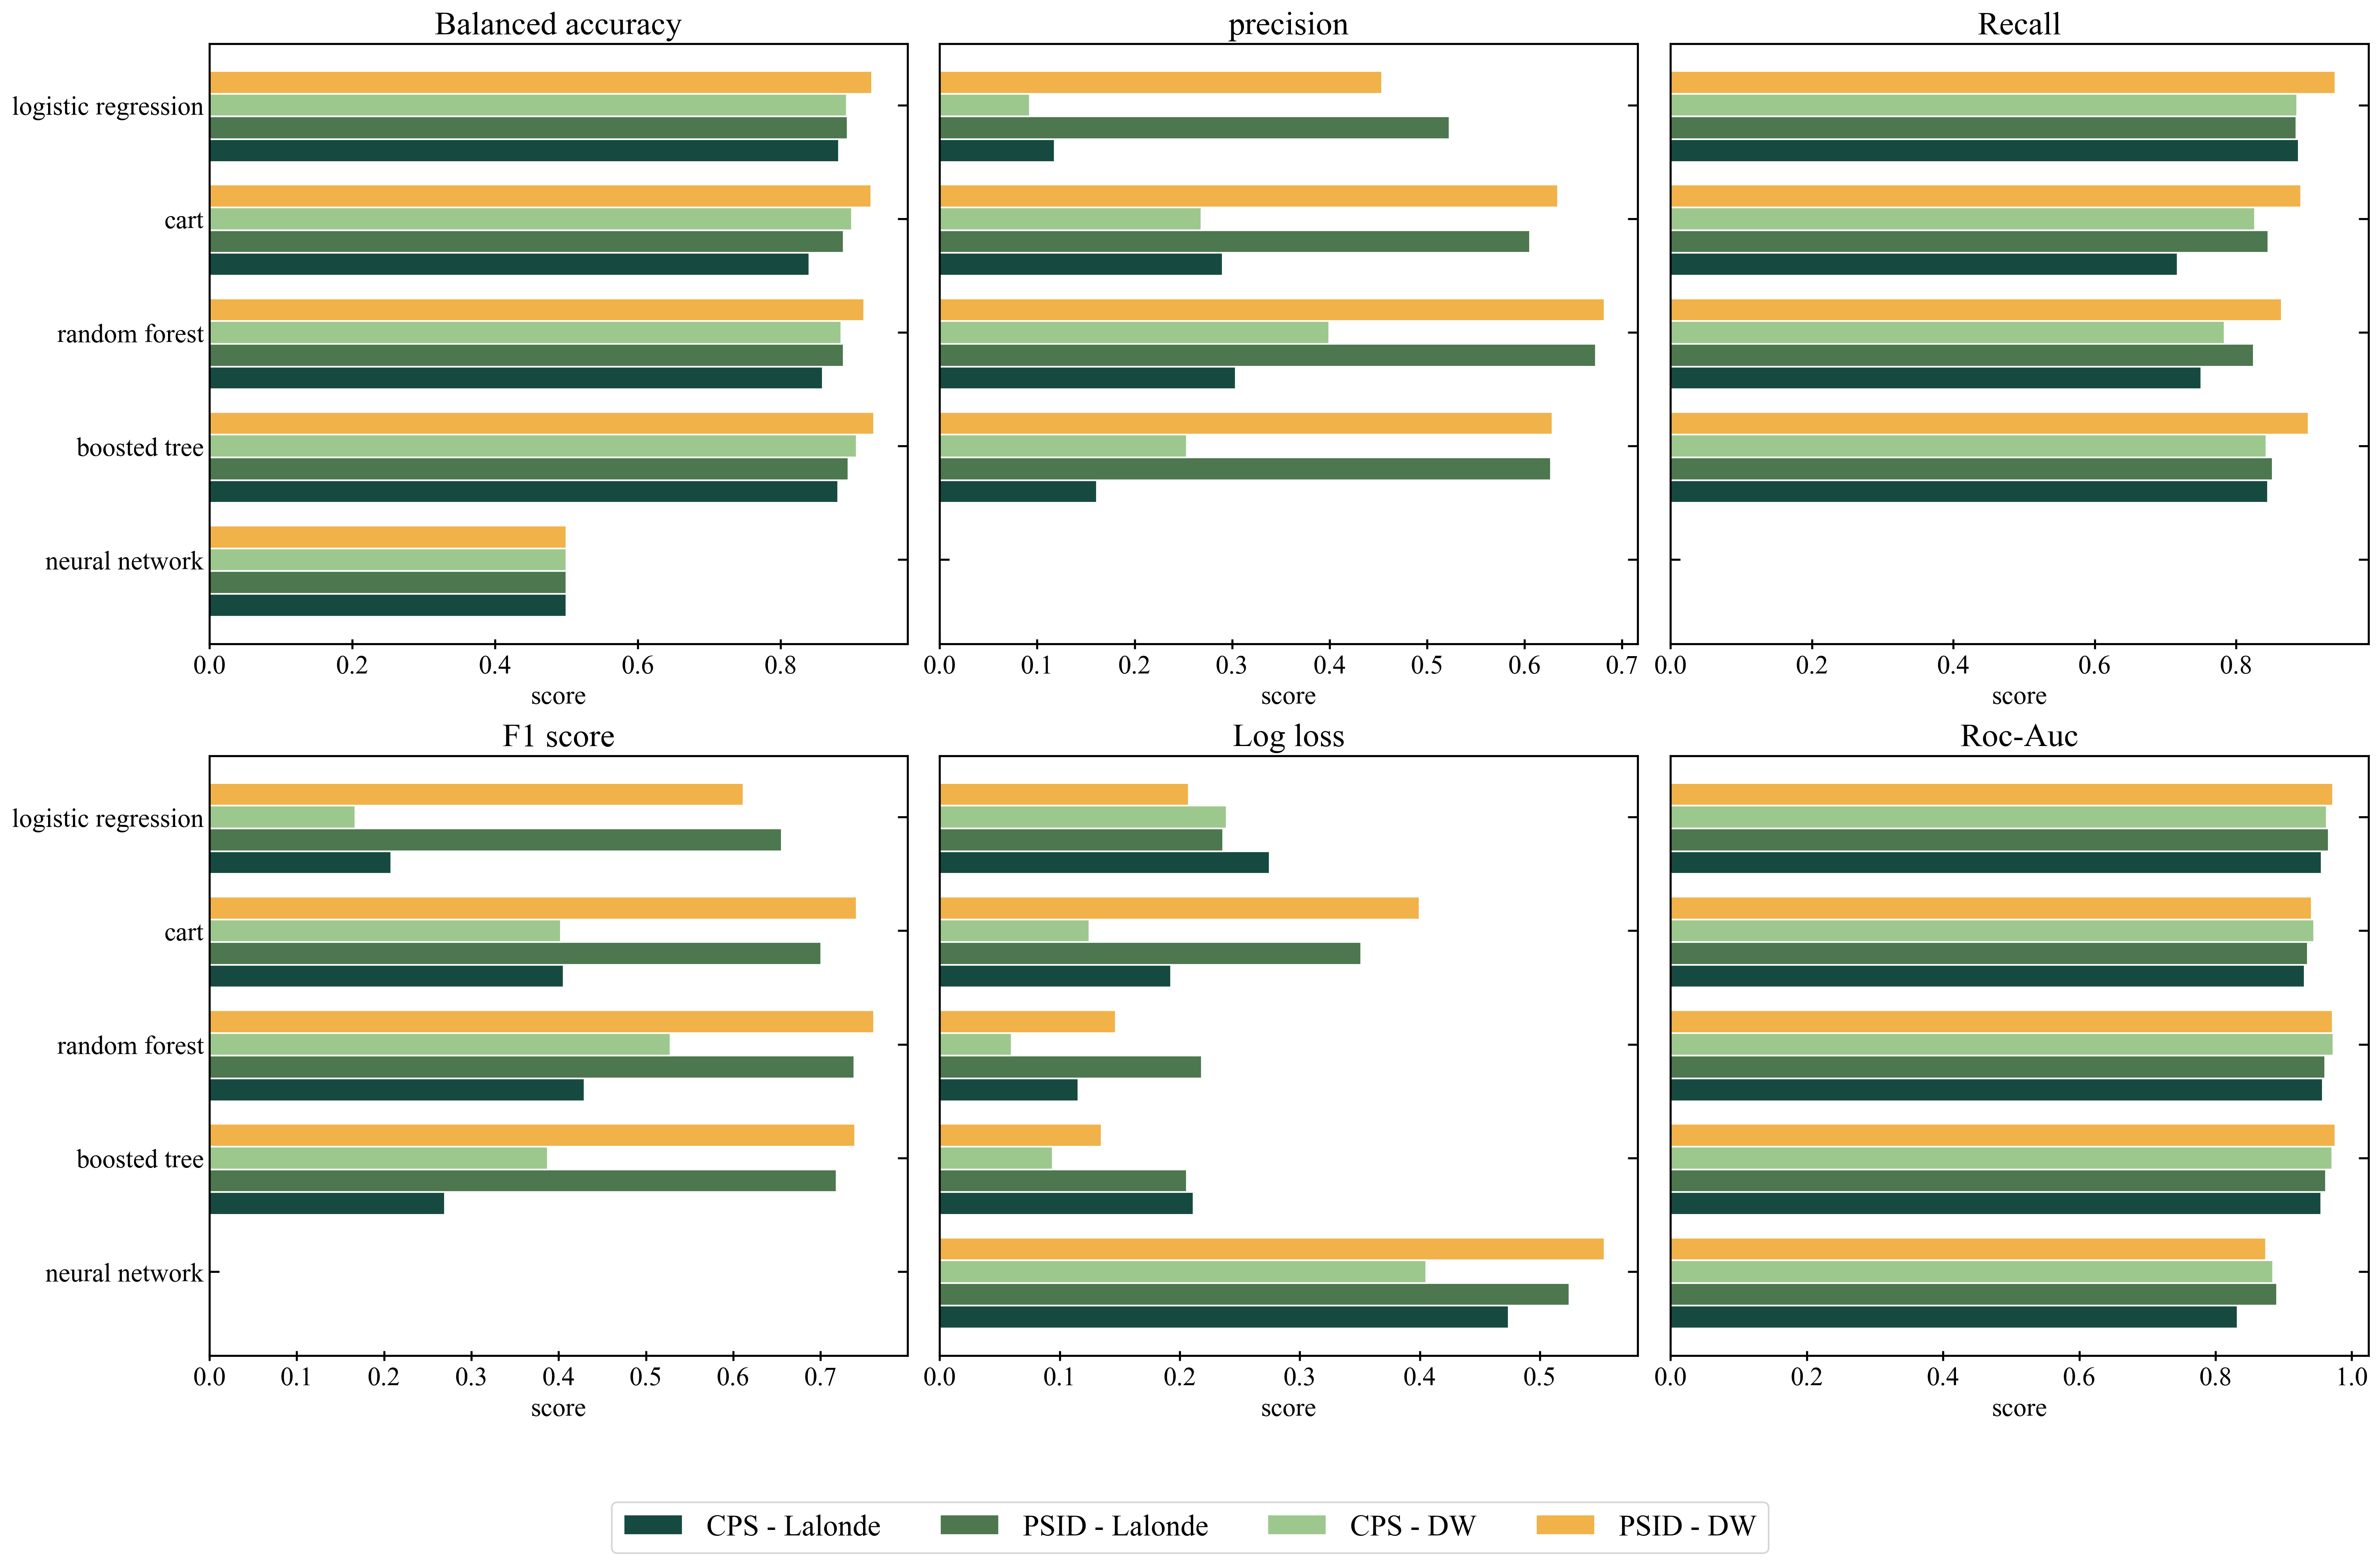 Balanced accuracy
precision
Recall
logistic regression
cart
random forest
boosted tree
neural network
0.0 0.2 0.4 0.6 0.8
score
0.0 0.1 0.2 0.3 0.4 0.5 0.6 0.7
score
0.0 0.2 0.4 0.6 0.8
score
F1 score
Log loss
Roc-Auc
logistic regression
cart
random forest
boosted tree
neural network
0.0 0.1 0.2 0.3 0.4 0.5 0.6 0.7
score
0.0 0.1 0.2 0.3 0.4 0.5
score
0.0 0.2 0.4 0.6 0.8 1.0
score
CPS - Lalonde PSID - Lalonde CPS - DW PSID - DW